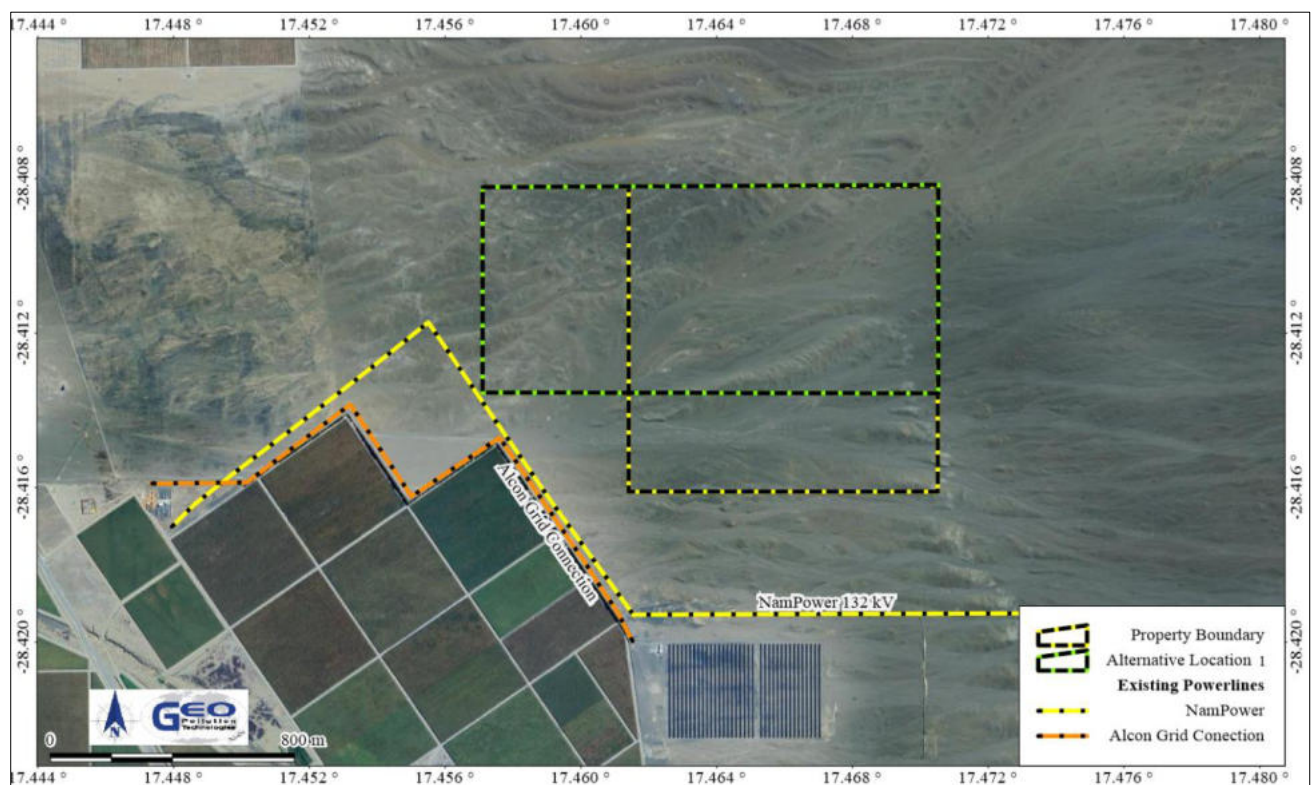 17.444 ° 17.448 ° 17.452 ° 17.456 ° 17.460 ° 17.464 ° 17.468 ° 17.472 ° 17.476 ° 17.480 °
-28.408 °
-28.408 °
-28.412 °
-28.412 °
-28.416 °
-28.416 °
-28.420 °
-28.420 °
Alcon Grid Connection
NamPower 132 kV
Property Boundary
Alternative Location 1
Existing Powerlines
NamPower
Alcon Grid Conection
N
GEO
Pollution
Technologies
0 800 m
17.444 ° 17.448 ° 17.452 ° 17.456 ° 17.460 ° 17.464 ° 17.468 ° 17.472 ° 17.476 ° 17.480 °